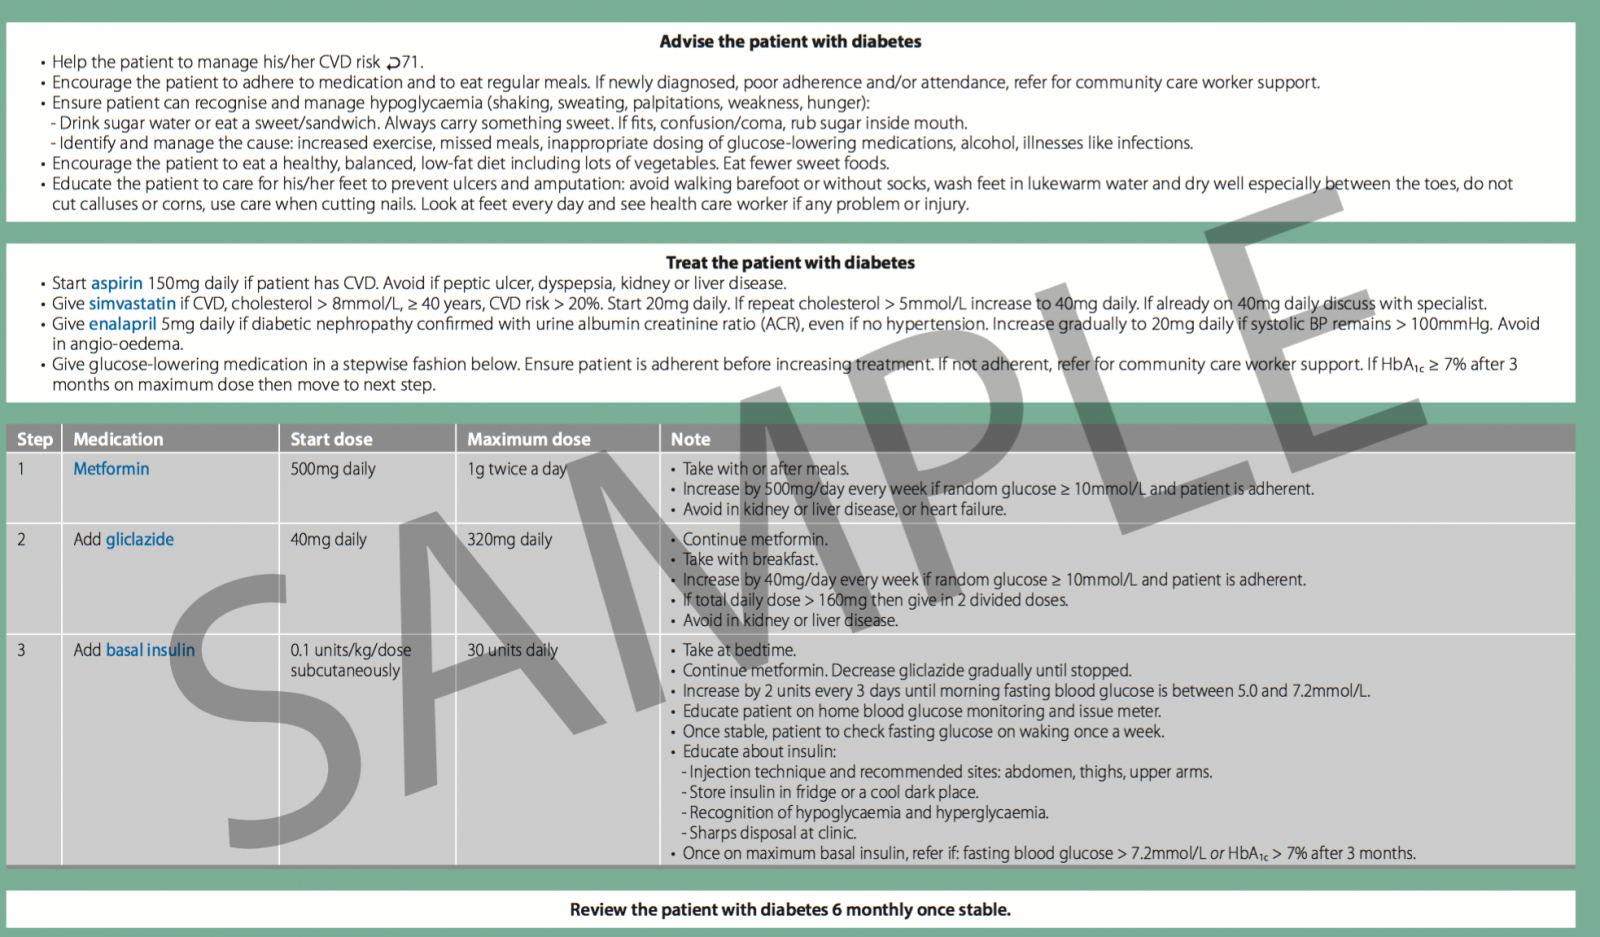 Advise the patient with diabetes
• Help the patient to manage his/her CVD risk ⮌71.
• Encourage the patient to adhere to medication and to eat regular meals. If newly diagnosed, poor adherence and/or attendance, refer for community care worker support.
• Ensure patient can recognise and manage hypoglycaemia (shaking, sweating, palpitations, weakness, hunger):
- Drink sugar water or eat a sweet/sandwich. Always carry something sweet. If fits, confusion/coma, rub sugar inside mouth.
- Identify and manage the cause: increased exercise, missed meals, inappropriate dosing of glucose-lowering medications, alcohol, illnesses like infections.
• Encourage the patient to eat a healthy, balanced, low-fat diet including lots of vegetables. Eat fewer sweet foods.
• Educate the patient to care for his/her feet to prevent ulcers and amputation: avoid walking barefoot or without socks, wash feet in lukewarm water and dry well especially between the toes, do not
cut calluses or corns, use care when cutting nails. Look at feet every day and see health care worker if any problem or injury.
Treat the patient with diabetes
• Start aspirin 150mg daily if patient has CVD. Avoid if peptic ulcer, dyspepsia, kidney or liver disease.
• Give simvastatin if CVD, cholesterol > 8mmol/L, ≥ 40 years, CVD risk > 20%. Start 20mg daily. If repeat cholesterol > 5mmol/L increase to 40mg daily. If already on 40mg daily discuss with specialist.
• Give enalapril 5mg daily if diabetic nephropathy confirmed with urine albumin creatinine ratio (ACR), even if no hypertension. Increase gradually to 20mg daily if systolic BP remains > 100mmHg. Avoid
in angio-oedema.
• Give glucose-lowering medication in a stepwise fashion below. Ensure patient is adherent before increasing treatment. If not adherent, refer for community care worker support. If HbA1c ≥ 7% after 3
months on maximum dose then move to next step.
Step Medication Start dose Maximum dose Note
1 Metformin 500mg daily 1g twice a day • Take with or after meals.
• Increase by 500mg/day every week if random glucose ≥ 10mmol/L and patient is adherent.
• Avoid in kidney or liver disease, or heart failure.
2 Add gliclazide 40mg daily 320mg daily • Continue metformin.
• Take with breakfast.
• Increase by 40mg/day every week if random glucose ≥ 10mmol/L and patient is adherent.
• If total daily dose > 160mg then give in 2 divided doses.
• Avoid in kidney or liver disease.
3 Add basal insulin 0.1 units/kg/dose 30 units daily • Take at bedtime.
subcutaneously • Continue metformin. Decrease gliclazide gradually until stopped.
• Increase by 2 units every 3 days until morning fasting blood glucose is between 5.0 and 7.2mmol/L.
• Educate patient on home blood glucose monitoring and issue meter.
• Once stable, patient to check fasting glucose on waking once a week.
• Educate about insulin:
- Injection technique and recommended sites: abdomen, thighs, upper arms.
- Store insulin in fridge or a cool dark place.
- Recognition of hypoglycaemia and hyperglycaemia.
- Sharps disposal at clinic.
• Once on maximum basal insulin, refer if: fasting blood glucose > 7.2mmol/L or HbA1c > 7% after 3 months.
Review the patient with diabetes 6 monthly once stable.
SAMPLE